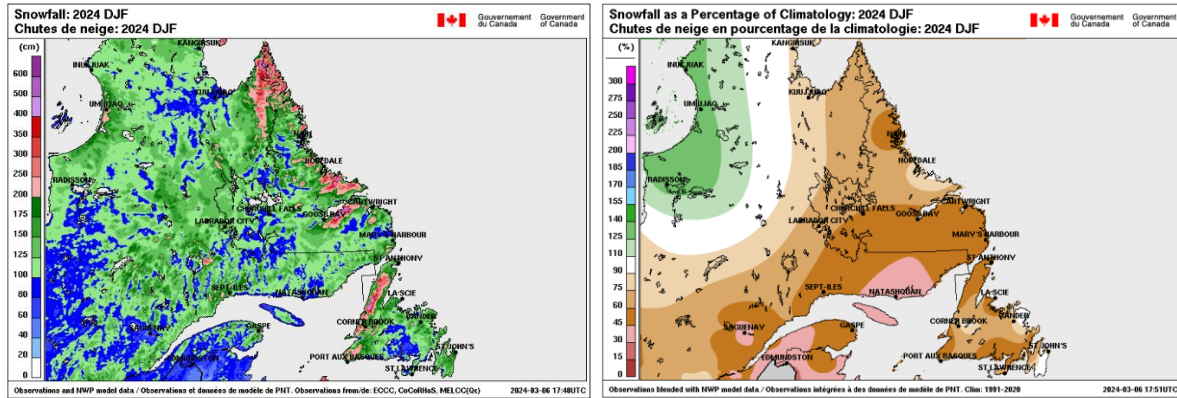 Snowfall: 2024 DJF
Chutes de neige: 2024 DJF
Gouvernement du Canada
Government of Canada
(cm)
600
500
400
350
300
250
200
175
150
125
100
80
60
40
20
0
KANGIRSUK
INUKJUAK
KUUJJUAQ
UMIUJAQ
NAIN
HOPEDALE
RADISSON
CARTWRIGHT
CHURCHILL FALLS
GOOSE BAY
LABRADOR CITY
MARY'S HARBOUR
ST ANTHONY
SEPT-ILES
NATASHQUAN
LA SCIE
SAGUENAY
GASPE
CORNER BROOK
GANDER
EDMUNDSTON
PORT AUX BASQUES
ST JOHN'S
ST LAWRENCE
Observations and NWP model data / Observations et données de modèle de PNT. Observations from/de: ECCC, CoCoRHaS, MELCC(Qc)
2024-03-06 17:48UTC
Snowfall as a Percentage of Climatology: 2024 DJF
Chutes de neige en pourcentage de la climatologie: 2024 DJF
Gouvernement du Canada
Government of Canada
(%)
300
275
250
225
200
185
170
155
140
125
110
90
75
60
45
30
15
0
KANGIRSUK
INUKJUAK
KUUJJUAQ
UMIUJAQ
NAIN
HOPEDALE
RADISSON
CARTWRIGHT
CHURCHILL FALLS
GOOSE BAY
LABRADOR CITY
MARY'S HARBOUR
ST ANTHONY
SEPT-ILES
NATASHQUAN
LA SCIE
SAGUENAY
GASPE
CORNER BROOK
GANDER
EDMUNDSTON
PORT AUX BASQUES
ST JOHN'S
ST LAWRENCE
Observations blended with NWP model data / Observations intégrées à des données de modèle de PNT. Clim: 1991-2020
2024-03-06 17:51UTC